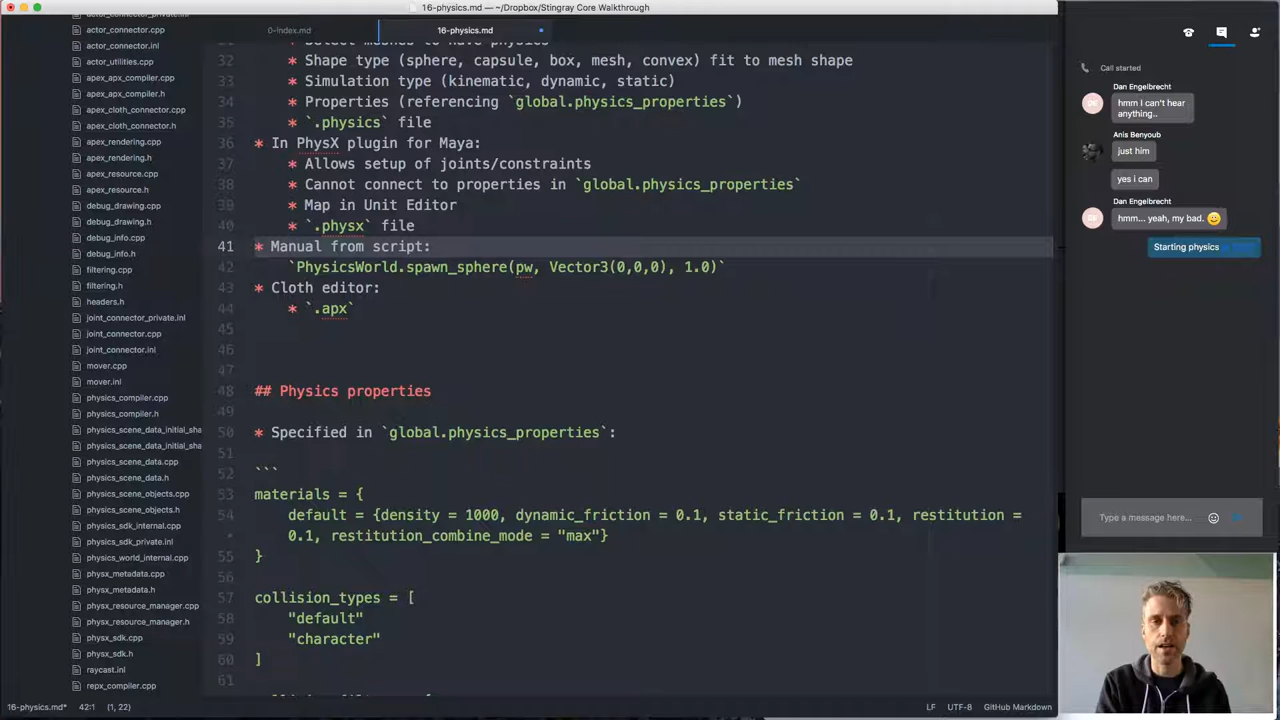 16-physics.md — ~/Dropbox/Stingray Core Walkthrough
0-index.md
16-physics.md
actor_connector.cpp
actor_connector.inl
actor_utilities.cpp
apex_apx_compiler.cpp
apex_apx_compiler.h
apex_cloth_connector.cpp
apex_cloth_connector.h
apex_rendering.cpp
apex_rendering.h
apex_resource.cpp
apex_resource.h
debug_drawing.cpp
debug_drawing.h
debug_info.cpp
debug_info.h
filtering.cpp
filtering.h
headers.h
joint_connector_private.inl
joint_connector.cpp
joint_connector.inl
mover.cpp
mover.inl
physics_compiler.cpp
physics_compiler.h
physics_scene_data_initial_sha
physics_scene_data_initial_sha
physics_scene_data.cpp
physics_scene_data.h
physics_scene_objects.cpp
physics_scene_objects.h
physics_sdk_internal.cpp
physics_sdk_private.inl
physics_world_internal.cpp
physx_metadata.cpp
physx_metadata.h
physx_resource_manager.cpp
physx_resource_manager.h
physx_sdk.cpp
physx_sdk.h
raycast.inl
repx_compiler.cpp
32 * Shape type (sphere, capsule, box, mesh, convex) fit to mesh shape
33 * Simulation type (kinematic, dynamic, static)
34 * Properties (referencing `global.physics_properties`)
35 * `.physics` file
36 * In PhysX plugin for Maya:
37 * Allows setup of joints/constraints
38 * Cannot connect to properties in `global.physics_properties`
39 * Map in Unit Editor
40 * `.physx` file
41 * Manual from script:
42 `PhysicsWorld.spawn_sphere(pw, Vector3(0,0,0), 1.0)`
43 * Cloth editor:
44 * `.apx`
45
46
47
48 ## Physics properties
49
50 * Specified in `global.physics_properties`:
51
52 ```
53 materials = {
54 default = {density = 1000, dynamic_friction = 0.1, static_friction = 0.1, restitution =
• 0.1, restitution_combine_mode = "max"}
55 }
56
57 collision_types = [
58 "default"
59 "character"
60 ]
61
16-physics.md* 42:1 (1, 22)
LF UTF-8 GitHub Markdown
Call started
Dan Engelbrecht
DE
hmm I can't hear
anything..
Anis Benyoub
just him
yes i can
Dan Engelbrecht
hmm... yeah, my bad.
Starting physics
Type a message here...